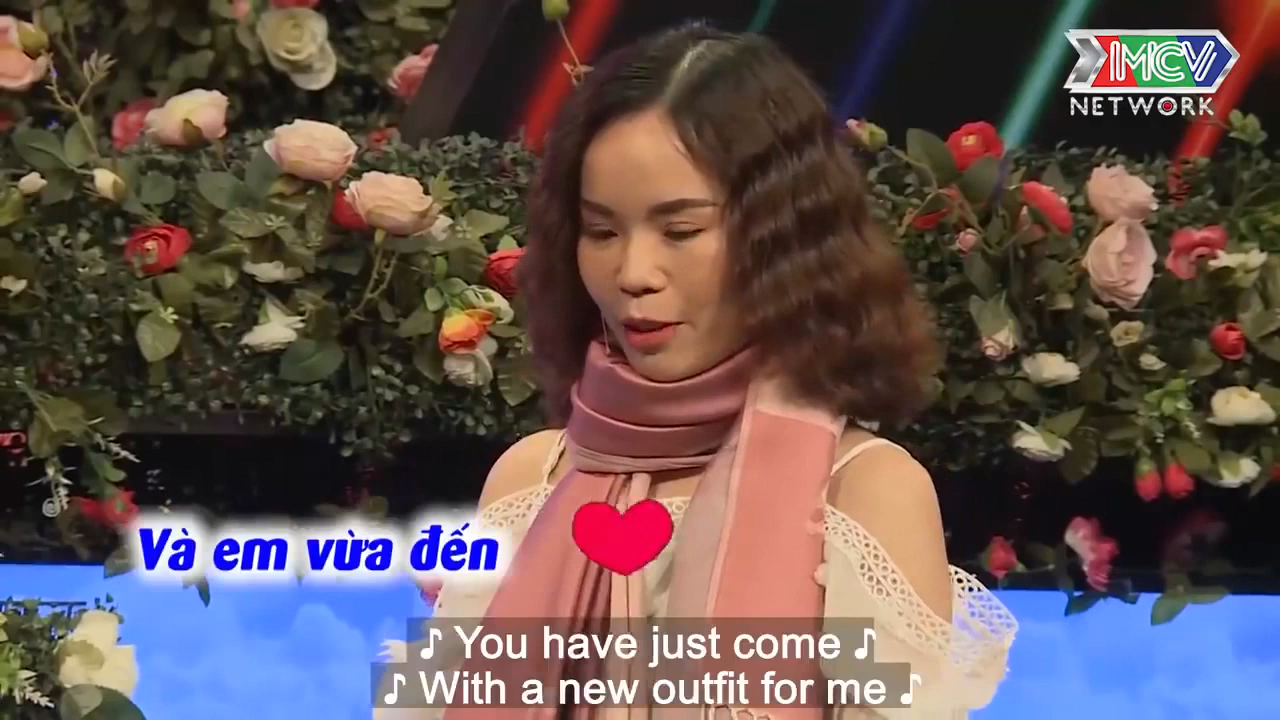 MCV
NETWORK
Và em vừa đến
♪ You have just come ♪
♪ With a new outfit for me ♪